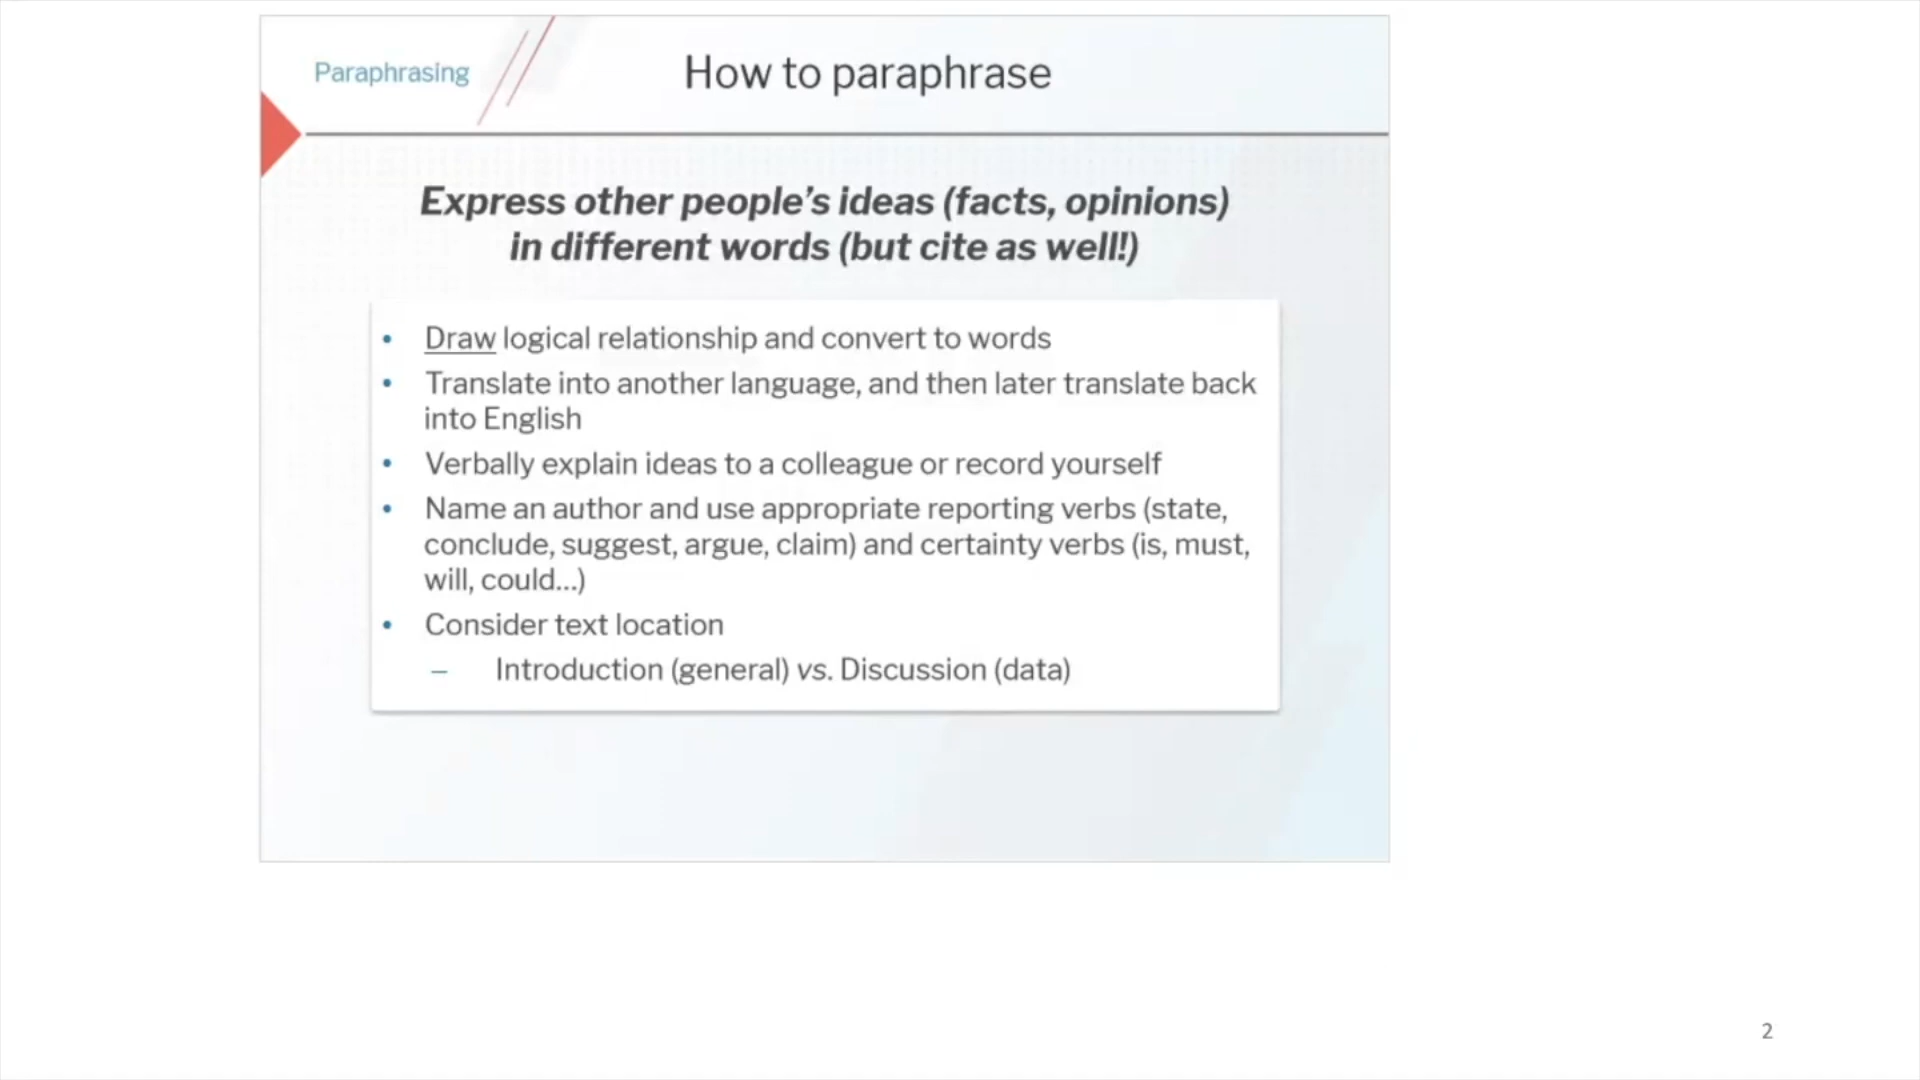 Paraphrasing
How to paraphrase
Express other people's ideas (facts, opinions)
in different words (but cite as well!)
• Draw logical relationship and convert to words
• Translate into another language, and then later translate back
into English
• Verbally explain ideas to a colleague or record yourself
• Name an author and use appropriate reporting verbs (state,
conclude, suggest, argue, claim) and certainty verbs (is, must,
will, could...)
• Consider text location
– Introduction (general) vs. Discussion (data)
2